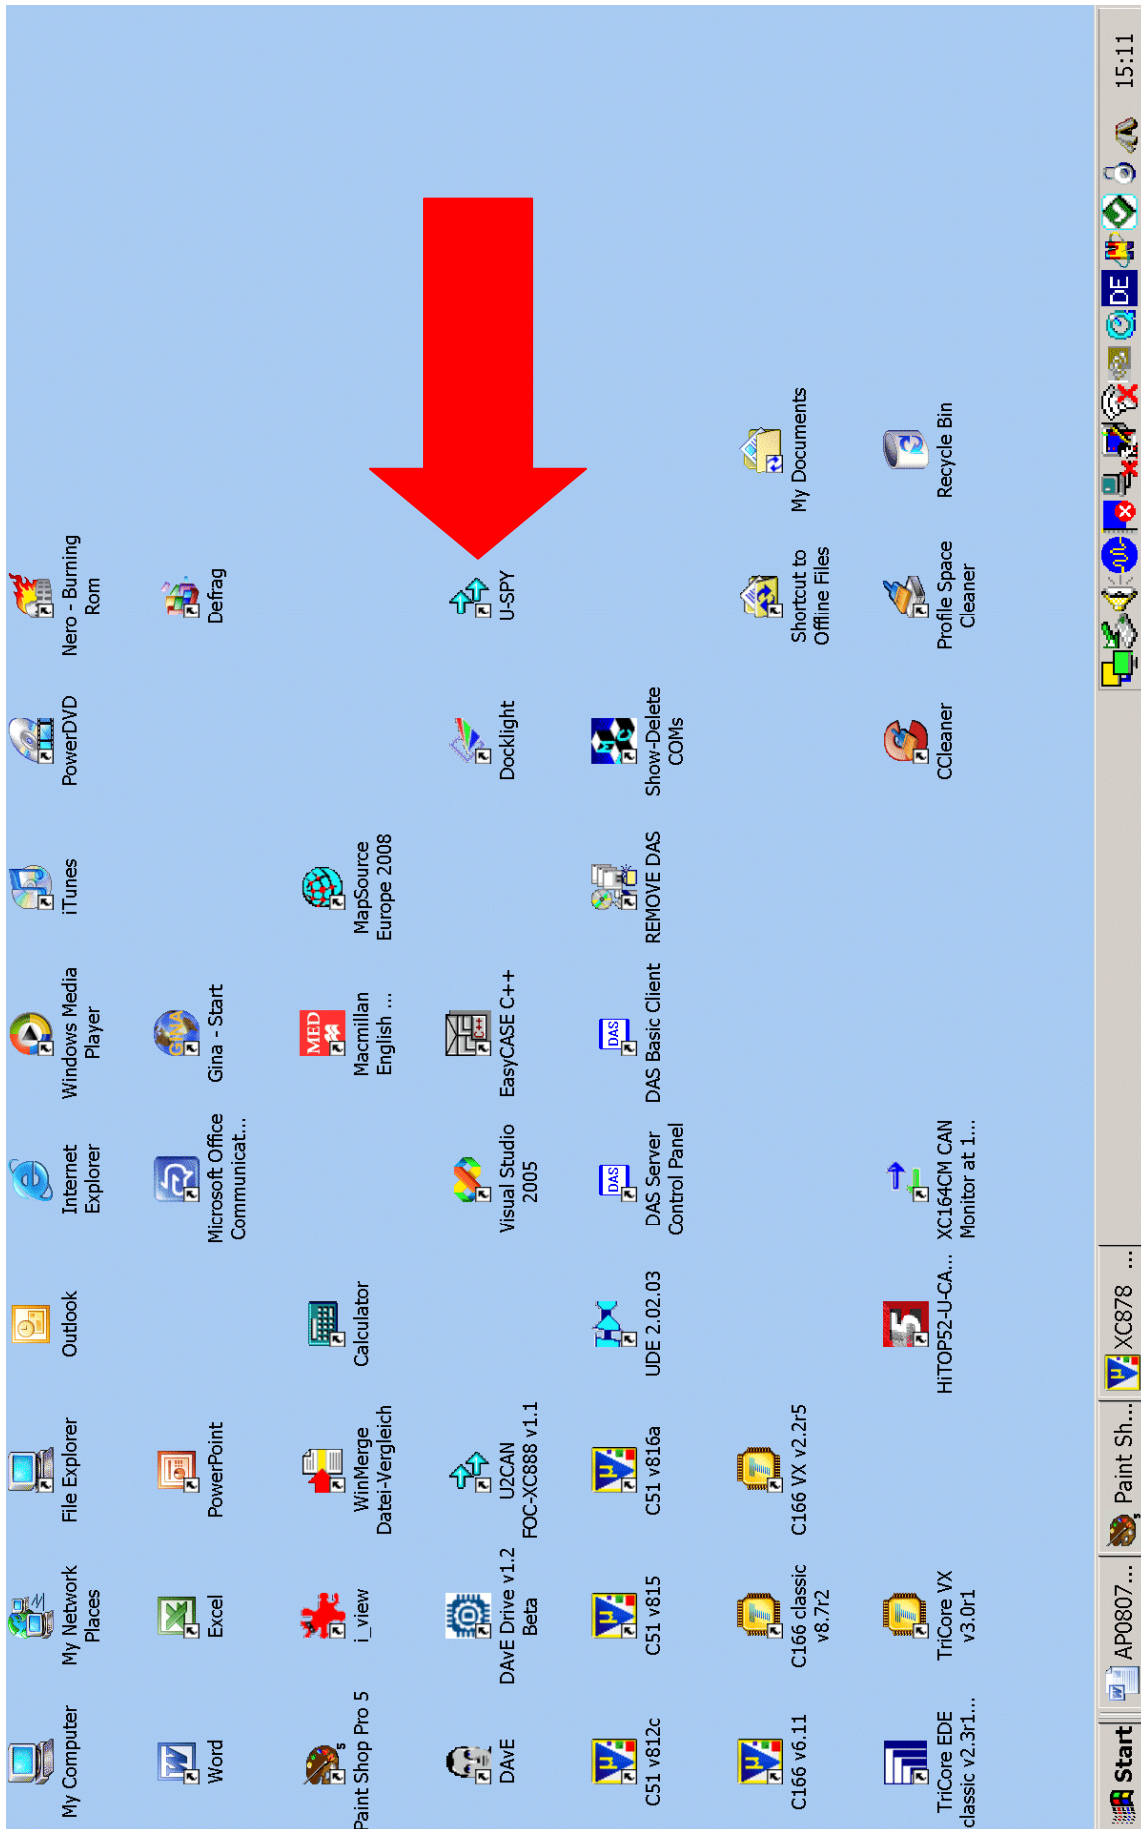 My Computer
My Network
Places
File Explorer
Outlook
Internet
Explorer
Windows Media
Player
iTunes
PowerDVD
Nero - Burning
Rom
Word
Excel
PowerPoint
Microsoft Office
Communicat...
GINA
Gina - Start
Defrag
Paint Shop Pro 5
i_view
WinMerge
Datei-Vergleich
Calculator
MED
Macmillan
English ...
MapSource
Europe 2008
DAvE
DAvE Drive v1.2
Beta
U2CAN
FOC-XC888 v1.1
Visual Studio
2005
C++
EasyCASE C++
Docklight
U-SPY
C51 v812c
C51 v815
C51 v816a
UDE 2.02.03
DAS
DAS Server
Control Panel
DAS
DAS Basic Client
REMOVE DAS
Show-Delete
COMs
C166 v6.11
C166 classic
v8.7r2
C166 VX v2.2r5
Shortcut to
Offline Files
My Documents
TriCore EDE
classic v2.3r1...
TriCore VX
v3.0r1
HiTOP52-U-CA...
XC164CM CAN
Monitor at 1...
CCleaner
Profile Space
Cleaner
Recycle Bin
Start
AP0807...
Paint Sh...
XC878 ...
DE
15:11